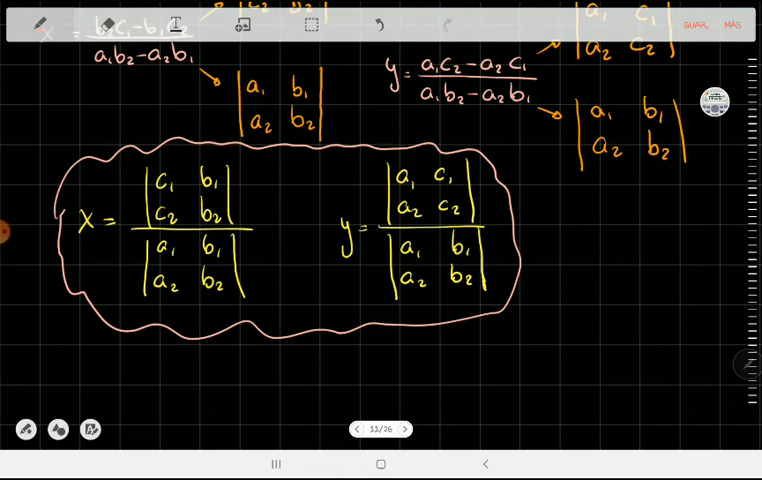 GUAR. MÁS
x = b₂c₁-b₁c₂ / a₁b₂-a₂b₁
|a₁ b₁|
|a₂ b₂|
y = a₁c₂-a₂c₁ / a₁b₂-a₂b₁
|a₁ c₁|
|a₂ c₂|
|a₁ b₁|
|a₂ b₂|
x = |c₁ b₁|
|c₂ b₂|
|a₁ b₁|
|a₂ b₂|
y = |a₁ c₁|
|a₂ c₂|
|a₁ b₁|
|a₂ b₂|
11/26